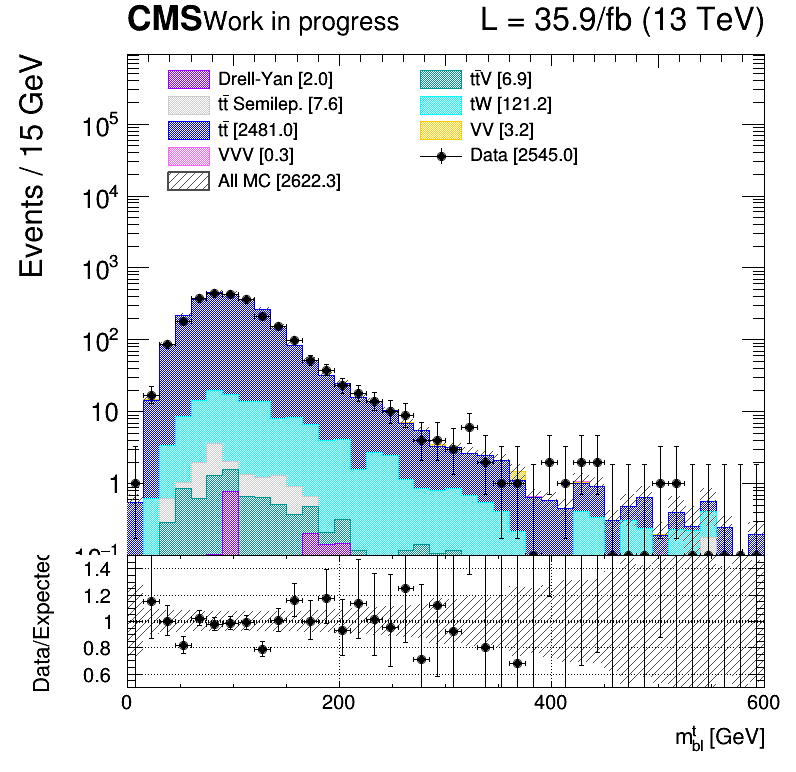 CMS Work in progress L = 35.9/fb (13 TeV)
Events / 15 GeV
Drell-Yan [2.0] tt̄V [6.9]
tt̄ Semilep. [7.6] tW [121.2]
tt̄ [2481.0] VV [3.2]
VVV [0.3] Data [2545.0]
All MC [2622.3]
10⁵
10⁴
10³
10²
10
1
10⁻¹
Data/Expected
1.4
1.2
1
0.8
0.6
0 200 400 600
m^t_bl [GeV]